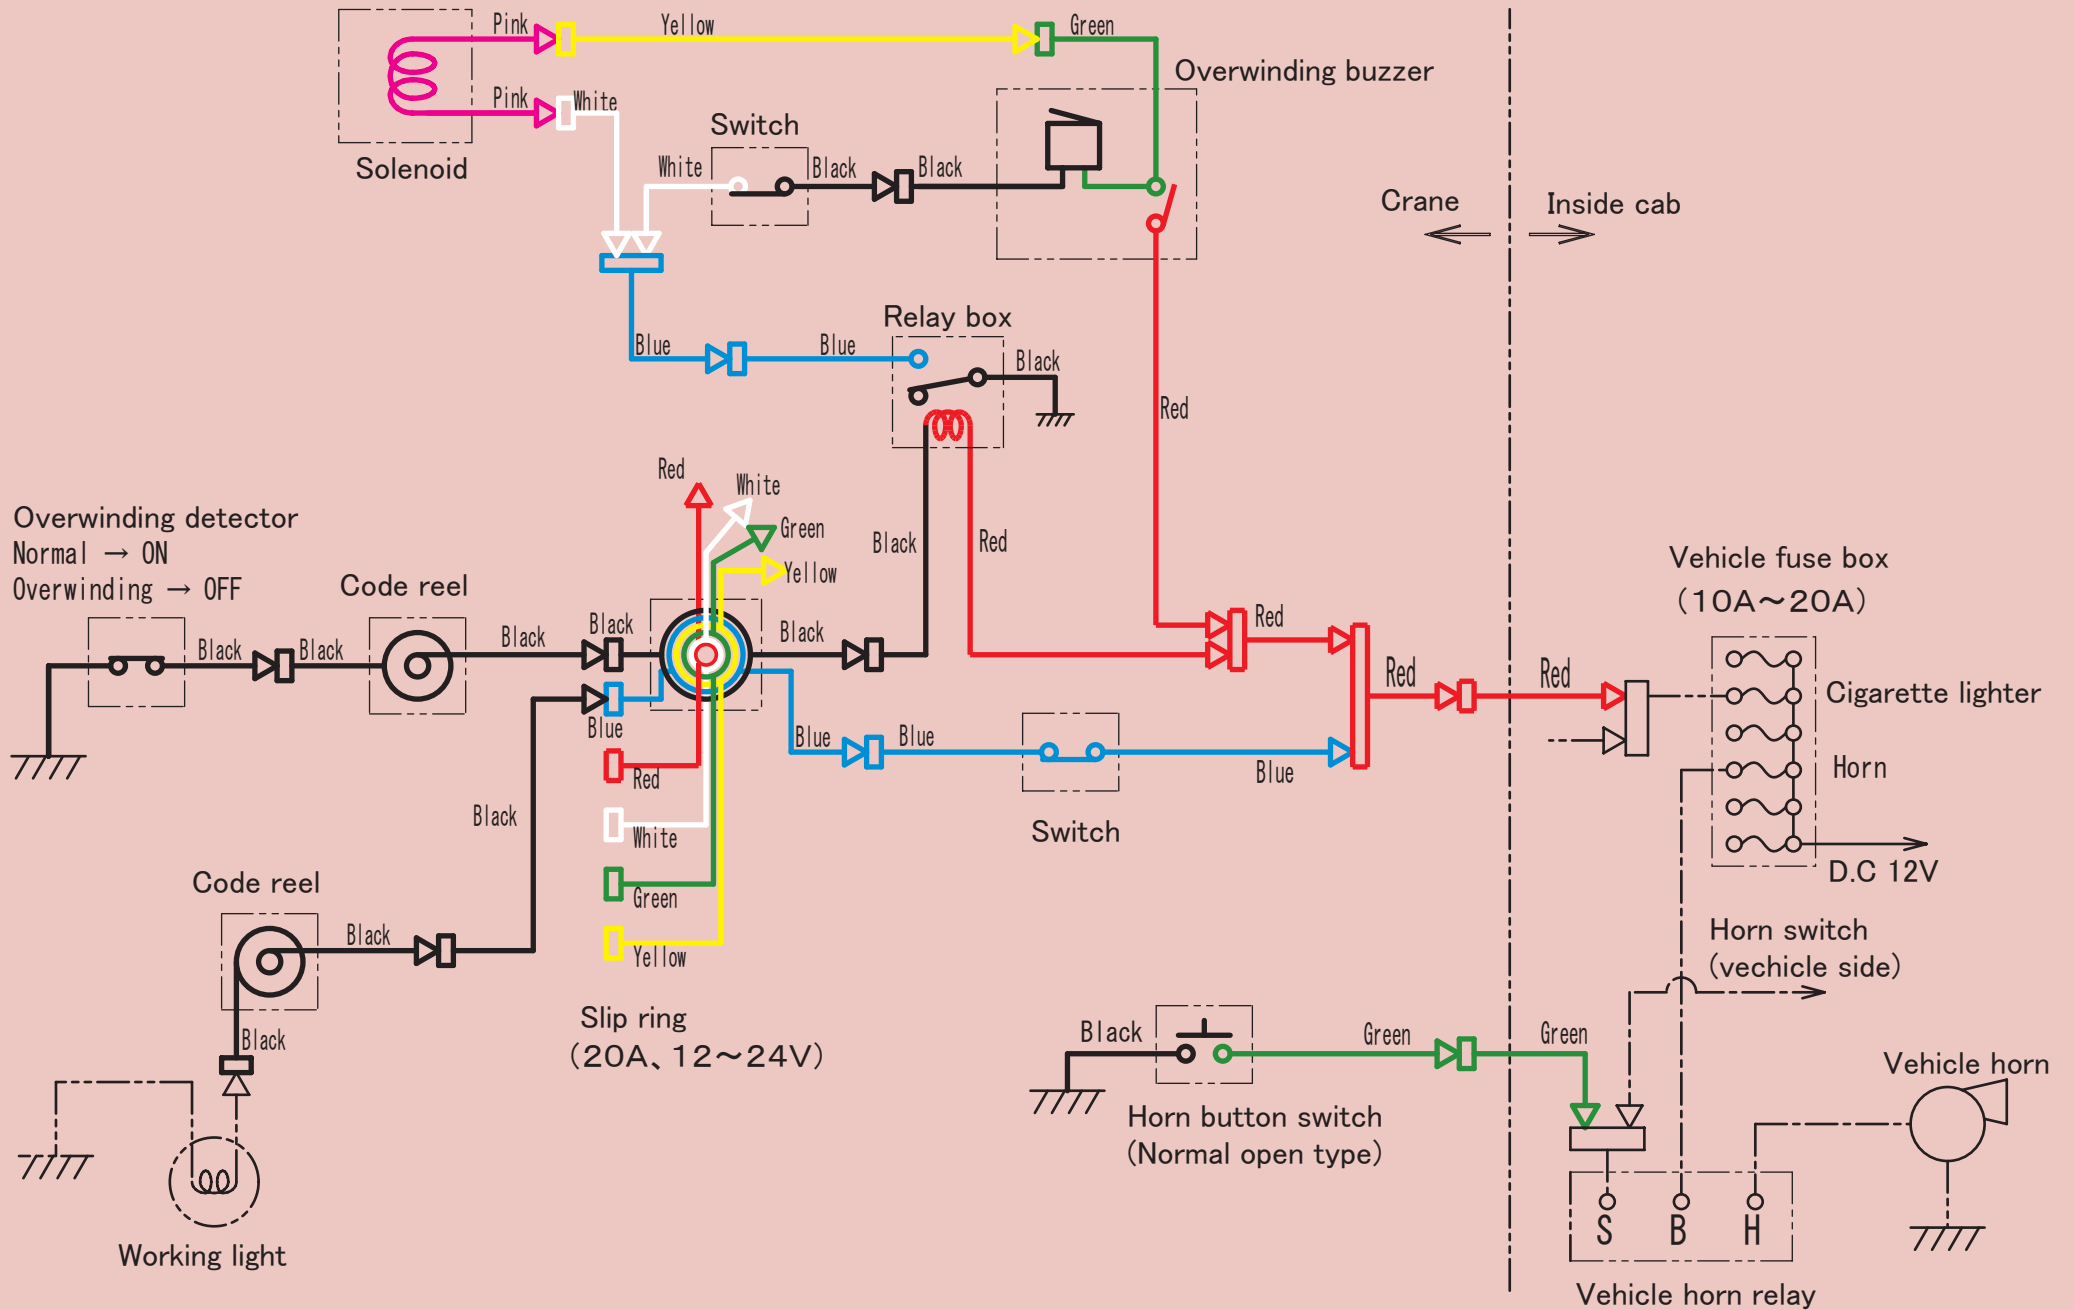 Pink
Yellow
Green
Overwinding buzzer
Pink
White
Switch
Solenoid
White
Black
Black
Crane
Inside cab
Relay box
Blue
Blue
Black
Red
Red
White
Green
Yellow
Black
Red
Overwinding detector
Normal → ON
Overwinding → OFF
Code reel
Vehicle fuse box
(10A～20A)
Black
Black
Black
Black
Black
Red
Red
Red
Cigarette lighter
Blue
Blue
Blue
Blue
Red
Horn
White
Switch
Black
Green
Yellow
D.C 12V
Code reel
Black
Horn switch
(vechicle side)
Slip ring
(20A、12～24V)
Black
Black
Green
Green
Horn button switch
(Normal open type)
Vehicle horn
Working light
S
B
H
Vehicle horn relay